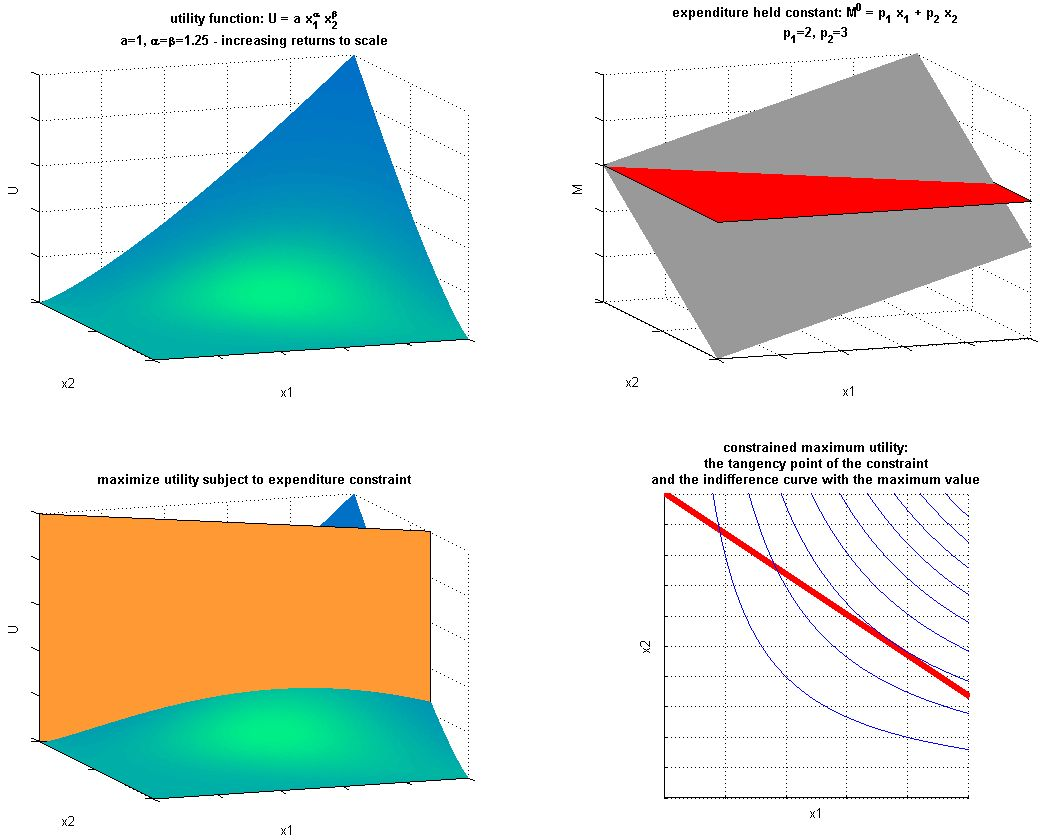 utility function: U = a x₁^α x₂^β
a=1, α=β=1.25 - increasing returns to scale
U
x2
x1
expenditure held constant: M⁰ = p₁ x₁ + p₂ x₂
p₁=2, p₂=3
M
x2
x1
maximize utility subject to expenditure constraint
U
x2
x1
constrained maximum utility:
the tangency point of the constraint
and the indifference curve with the maximum value
x2
x1